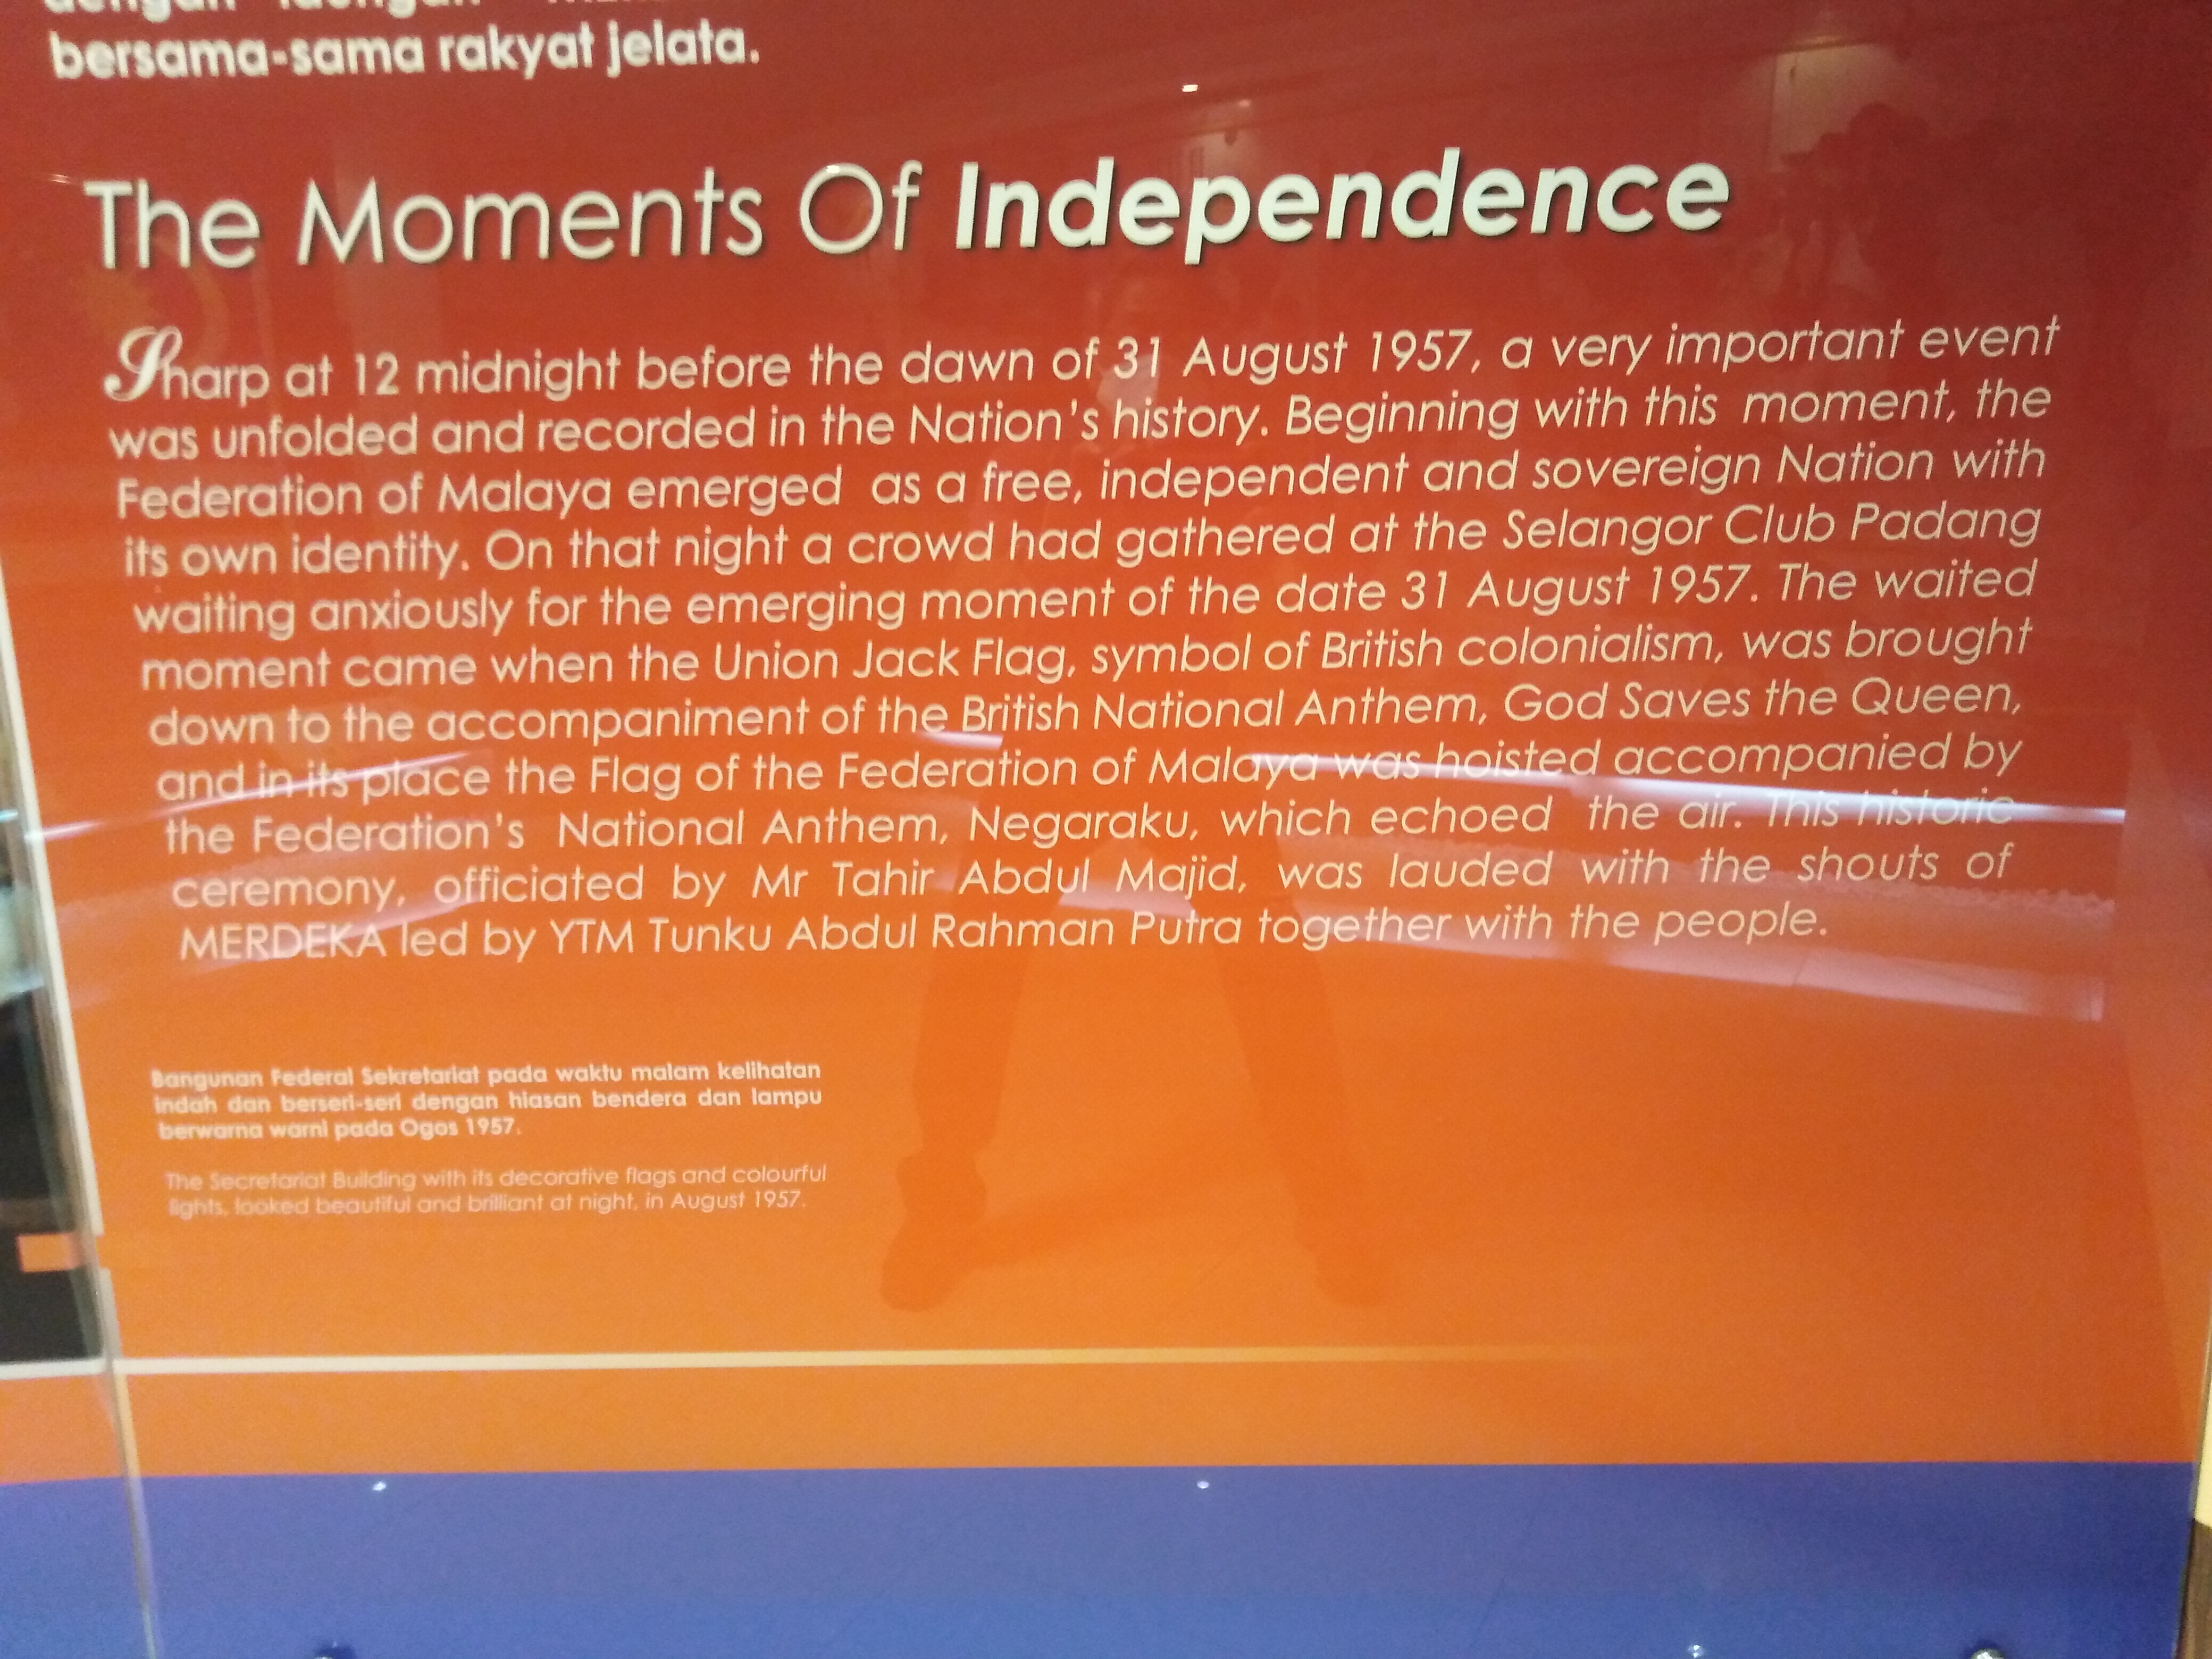 bersama-sama rakyat jelata.
The Moments Of Independence
Sharp at 12 midnight before the dawn of 31 August 1957, a very important event
was unfolded and recorded in the Nation's history. Beginning with this moment, the
Federation of Malaya emerged as a free, independent and sovereign Nation with
its own identity. On that night a crowd had gathered at the Selangor Club Padang
waiting anxiously for the emerging moment of the date 31 August 1957. The waited
moment came when the Union Jack Flag, symbol of British colonialism, was brought
down to the accompaniment of the British National Anthem, God Saves the Queen,
and in its place the Flag of the Federation of Malaya was hoisted accompanied by
the Federation's National Anthem, Negaraku, which echoed the air. This historic
ceremony, officiated by Mr Tahir Abdul Majid, was lauded with the shouts of
MERDEKA led by YTM Tunku Abdul Rahman Putra together with the people.
Bangunan Federal Sekretariat pada waktu malam kelihatan
indah dan berseri-seri dengan hiasan bendera dan lampu
berwarna warni pada Ogos 1957.
The Secretariat Building with its decorative flags and colourful
lights, looked beautiful and brilliant at night, in August 1957.